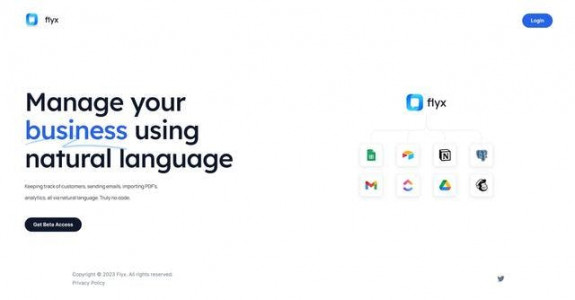 flyx
Login
Manage your
business using
natural language
flyx
Keeping track of customers, sending emails, importing PDF's,
analytics, all via natural language. Truly no code.
Get Beta Access
Copyright © 2023 Flyx. All rights reserved
Privacy Policy